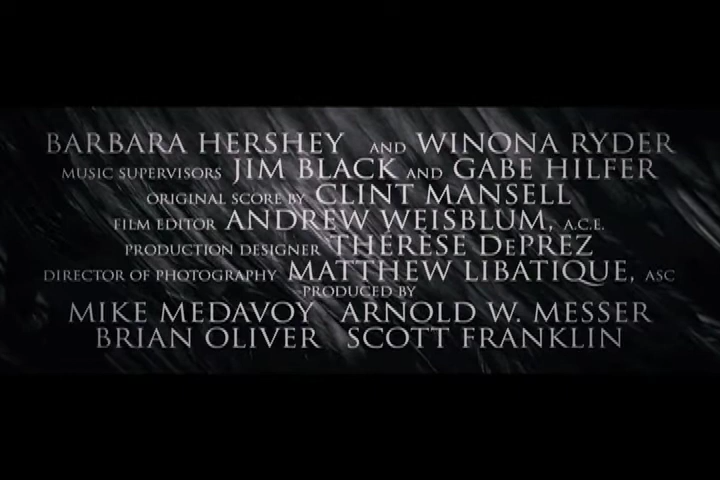 BARBARA HERSHEY AND WINONA RYDER
MUSIC SUPERVISORS JIM BLACK AND GABE HILFER
ORIGINAL SCORE BY CLINT MANSELL
FILM EDITOR ANDREW WEISBLUM, A.C.E.
PRODUCTION DESIGNER THÉRÈSE DEPREZ
DIRECTOR OF PHOTOGRAPHY MATTHEW LIBATIQUE, ASC
PRODUCED BY
MIKE MEDAVOY ARNOLD W. MESSER
BRIAN OLIVER SCOTT FRANKLIN